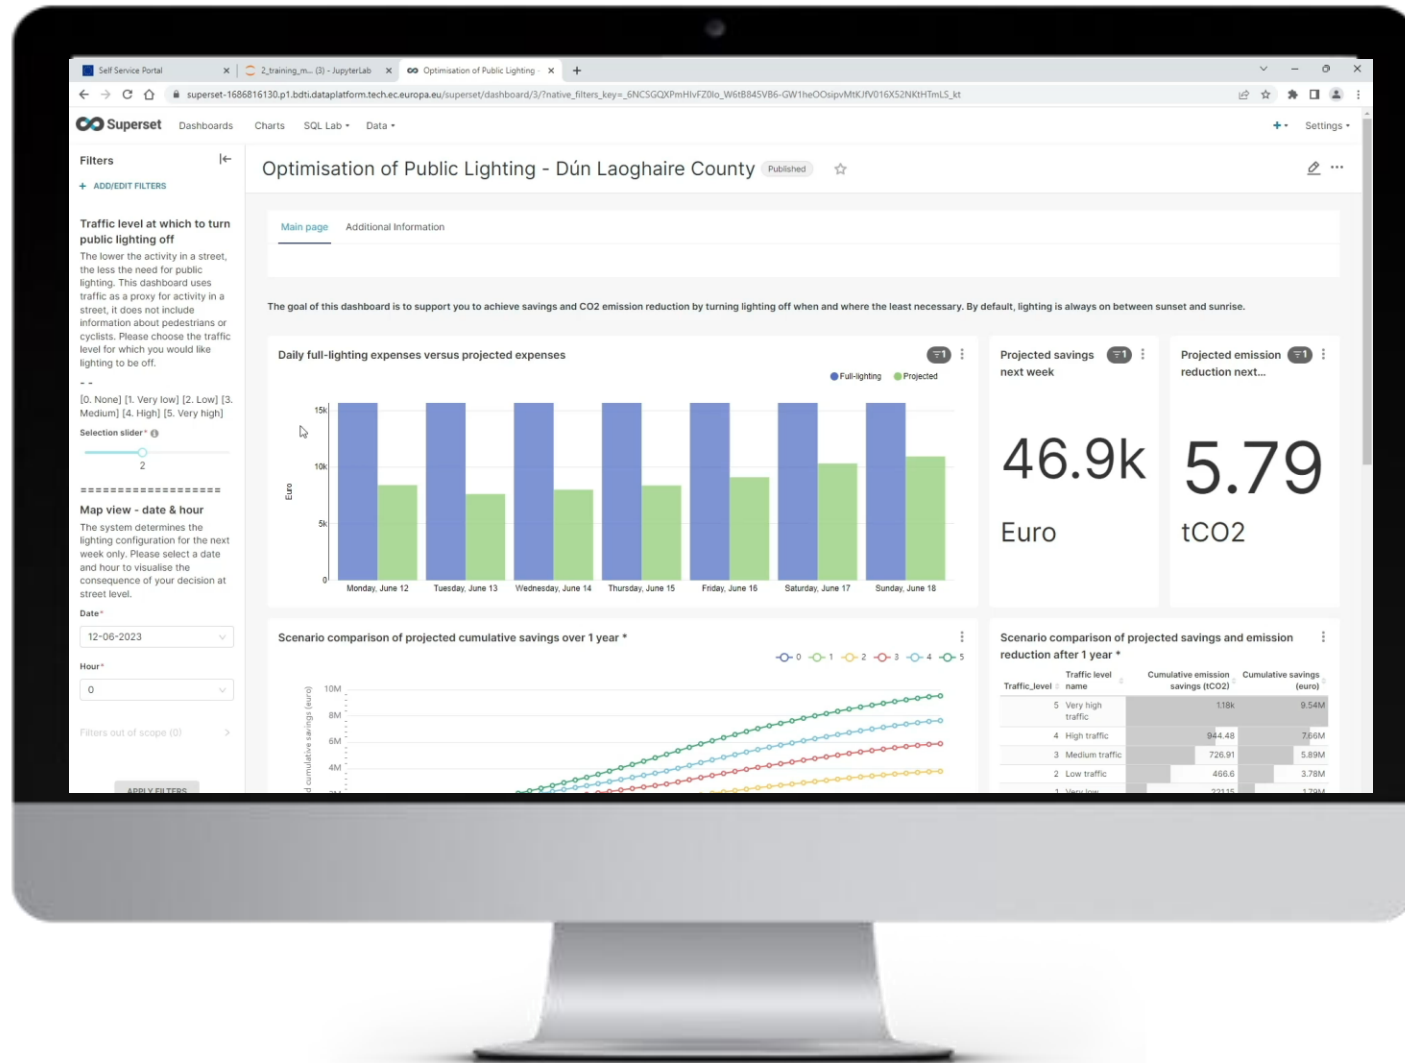 Self Service Portal
2_training_m... (3) - JupyterLab
Optimisation of Public Lighting -
superset-1686816130.p1.bdti.dataplatform.tech.ec.europa.eu/superset/dashboard/3/?native_filters_key=
Superset Dashboards Charts SQL Lab Data
Settings
Filters
+ ADD/EDIT FILTERS
Traffic level at which to turn
public lighting off
The lower the activity in a street,
the less the need for public
lighting. This dashboard uses
traffic as a proxy for activity in a
street, it does not include
information about pedestrians or
cyclists. Please choose the traffic
level for which you would like
lighting to be off.
- -
[0. None] [1. Very low] [2. Low] [3.
Medium] [4. High] [5. Very high]
Selection slider*
2
===================
Map view - date & hour
The system determines the
lighting configuration for the next
week only. Please select a date
and hour to visualise the
consequence of your decision at
street level.
Date*
12-06-2023
Hour*
0
Filters out of scope (0)
APPLY FILTERS
Optimisation of Public Lighting - Dún Laoghaire County Published
Main page Additional Information
The goal of this dashboard is to support you to achieve savings and CO2 emission reduction by turning lighting off when and where the least necessary. By default, lighting is always on between sunset and sunrise.
Daily full-lighting expenses versus projected expenses
1
Full-lighting Projected
15k
10k
5k
0
Euro
Monday, June 12 Tuesday, June 13 Wednesday, June 14 Thursday, June 15 Friday, June 16 Saturday, June 17 Sunday, June 18
Projected savings
next week
1
46.9k
Euro
Projected emission
reduction next...
1
5.79
tCO2
Scenario comparison of projected cumulative savings over 1 year *
0 1 2 3 4 5
10M
8M
6M
4M
cumulative savings (euro)
Scenario comparison of projected savings and emission
reduction after 1 year *
Traffic_level Traffic level name Cumulative emission savings (tCO2) Cumulative savings (euro)
5 Very high traffic 1.18k 9.54M
4 High traffic 944.48 7.66M
3 Medium traffic 726.91 5.89M
2 Low traffic 466.6 3.78M
1 Very low 221.15 1.79M